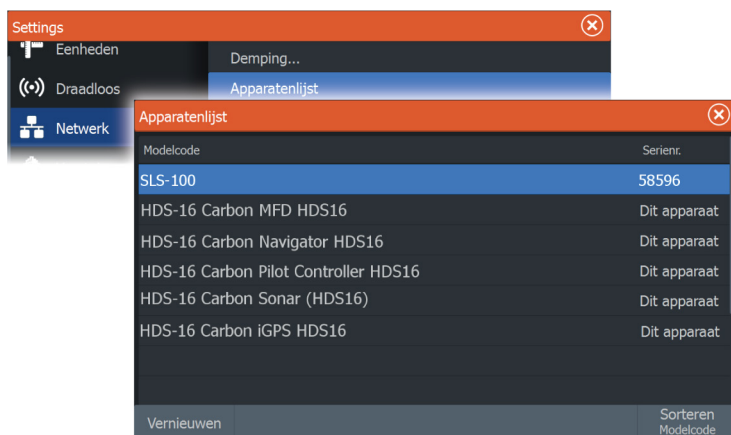 Settings
Eenheden
Demping...
Draadloos
Apparatenlijst
Netwerk
Apparatenlijst
Modelcode Serienr.
SLS-100 58596
HDS-16 Carbon MFD HDS16 Dit apparaat
HDS-16 Carbon Navigator HDS16 Dit apparaat
HDS-16 Carbon Pilot Controller HDS16 Dit apparaat
HDS-16 Carbon Sonar (HDS16) Dit apparaat
HDS-16 Carbon iGPS HDS16 Dit apparaat
Vernieuwen Sorteren
Modelcode